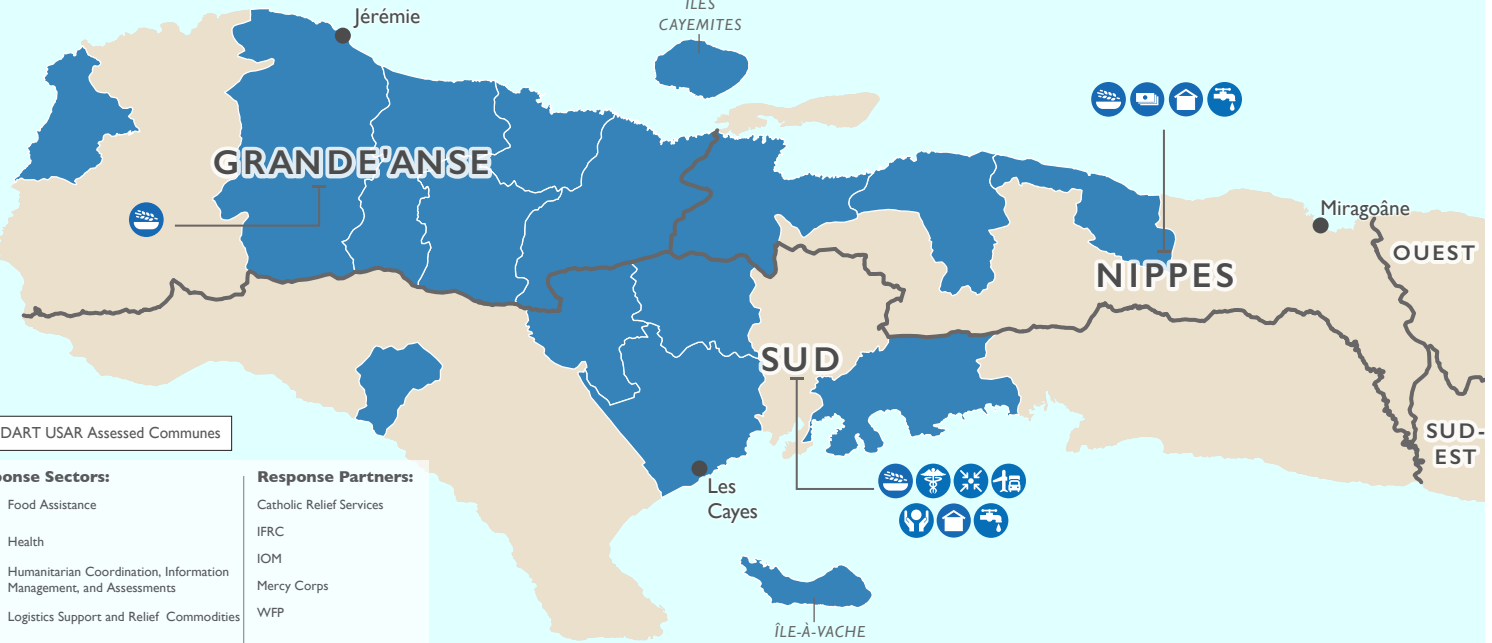 Jérémie
ÎLES
CAYEMITES
GRANDE'ANSE
Miragoâne
OUEST
NIPPES
SUD
SUD-
EST
DART USAR Assessed Communes
Les
Cayes
Response Partners:
Sectors:
Food Assistance
Catholic Relief Services
Health
IFRC
Humanitarian Coordination, Information
Management, and Assessments
IOM
Mercy Corps
Logistics Support and Relief Commodities
WFP
ÎLE-À-VACHE